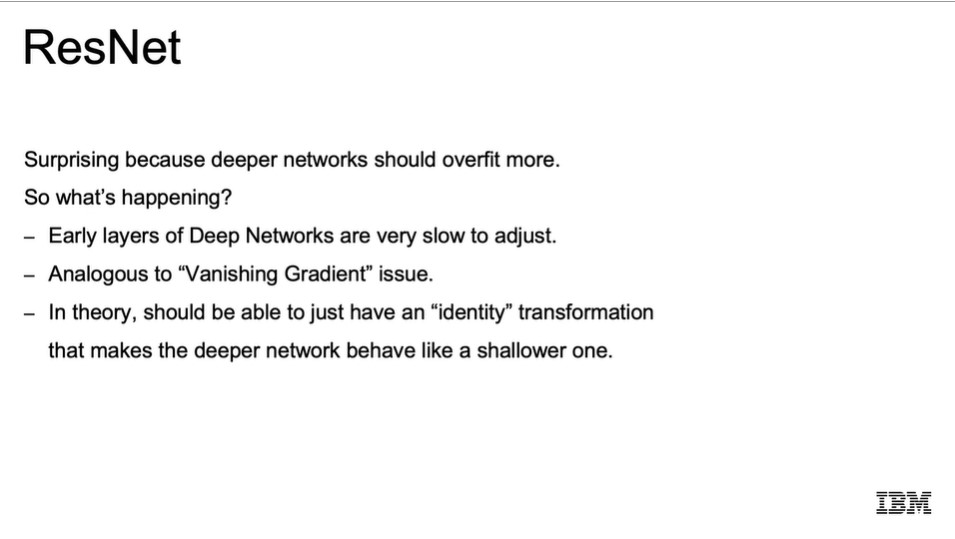 ResNet
Surprising because deeper networks should overfit more.
So what’s happening?
– Early layers of Deep Networks are very slow to adjust.
– Analogous to “Vanishing Gradient” issue.
– In theory, should be able to just have an “identity” transformation
that makes the deeper network behave like a shallower one.
IBM